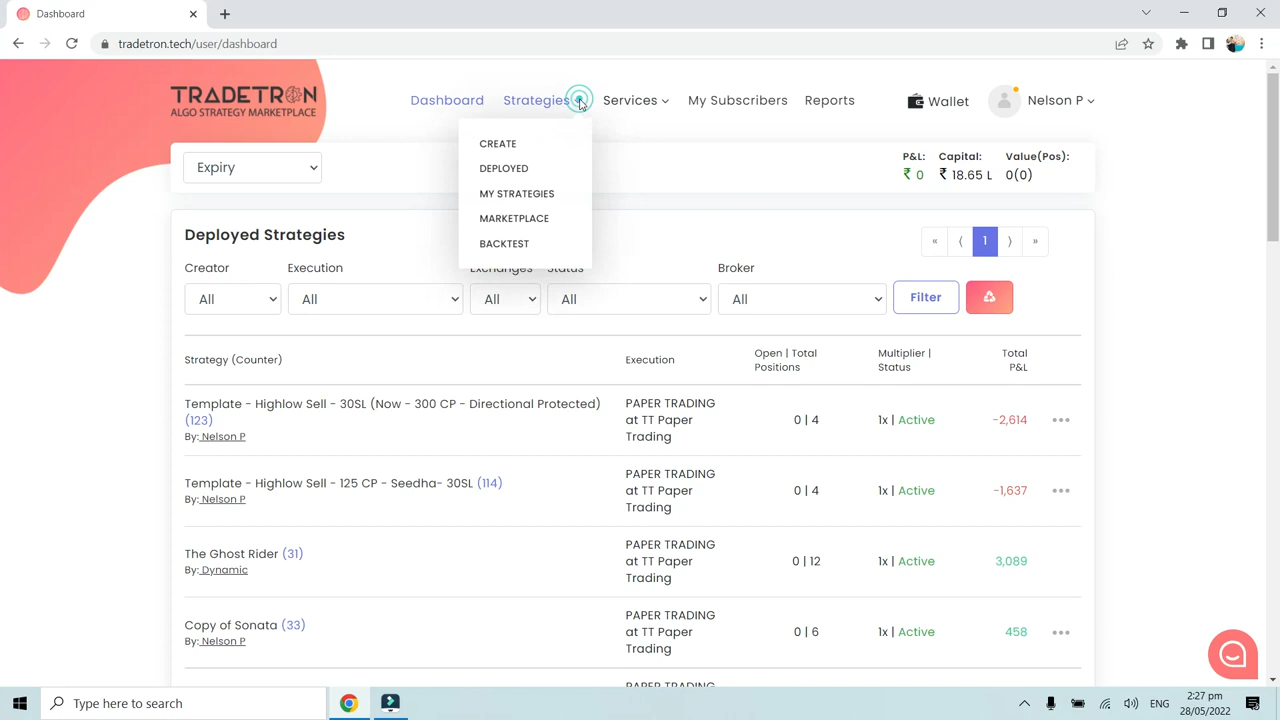 Dashboard
tradetron.tech/user/dashboard
TRADETRON
ALGO STRATEGY MARKETPLACE
Dashboard
Strategies
Services
My Subscribers
Reports
Wallet
Nelson P
CREATE
DEPLOYED
MY STRATEGIES
MARKETPLACE
BACKTEST
Expiry
P&L: Capital: Value(Pos):
₹ 0 ₹ 18.65 L 0(0)
Deployed Strategies
« ⟨ 1 ⟩ »
Creator Execution Exchanges Status Broker
All All All All All Filter
Strategy (Counter)
Execution
Open | Total
Positions
Multiplier |
Status
Total
P&L
Template - Highlow Sell - 30SL (Now - 300 CP - Directional Protected)
(123)
By: Nelson P
PAPER TRADING
at TT Paper
Trading
0 | 4
1x | Active
-2,614
Template - Highlow Sell - 125 CP - Seedha- 30SL (114)
By: Nelson P
PAPER TRADING
at TT Paper
Trading
0 | 4
1x | Active
-1,637
The Ghost Rider (31)
By: Dynamic
PAPER TRADING
at TT Paper
Trading
0 | 12
1x | Active
3,089
Copy of Sonata (33)
By: Nelson P
PAPER TRADING
at TT Paper
Trading
0 | 6
1x | Active
458
Type here to search
ENG
2:27 pm
28/05/2022